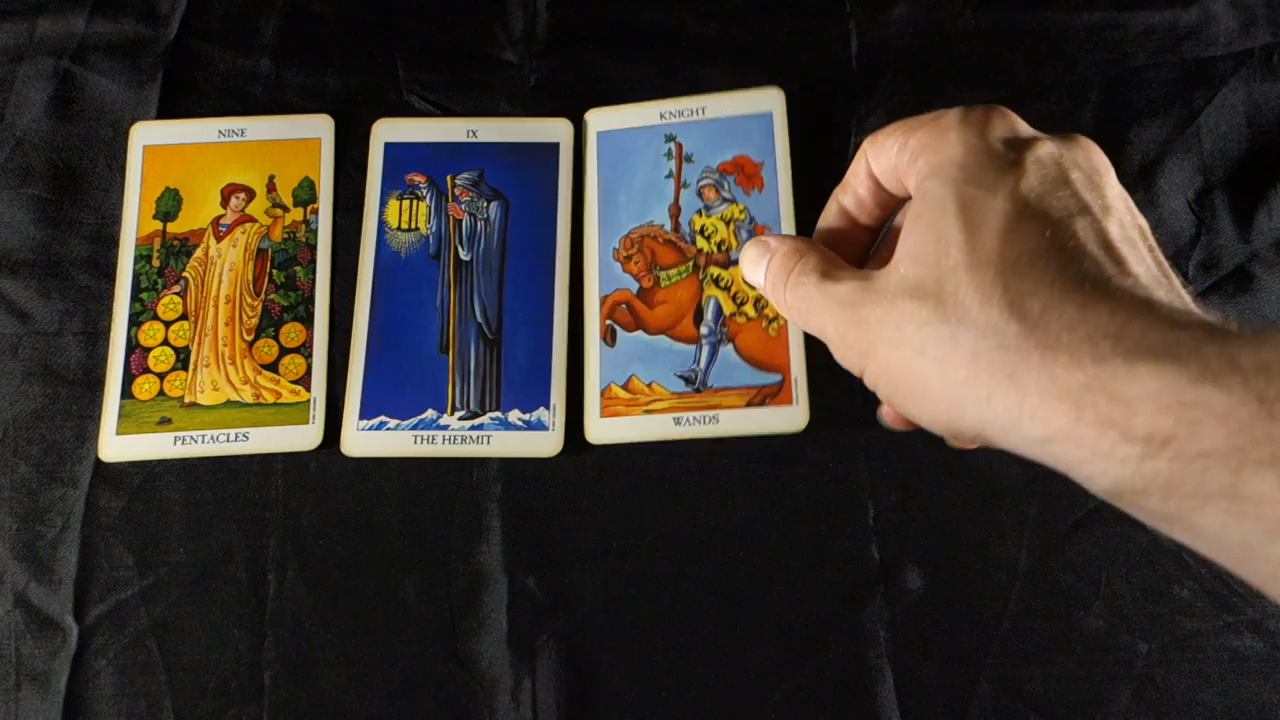 NINE
PENTACLES
IX
THE HERMIT
KNIGHT
WANDS